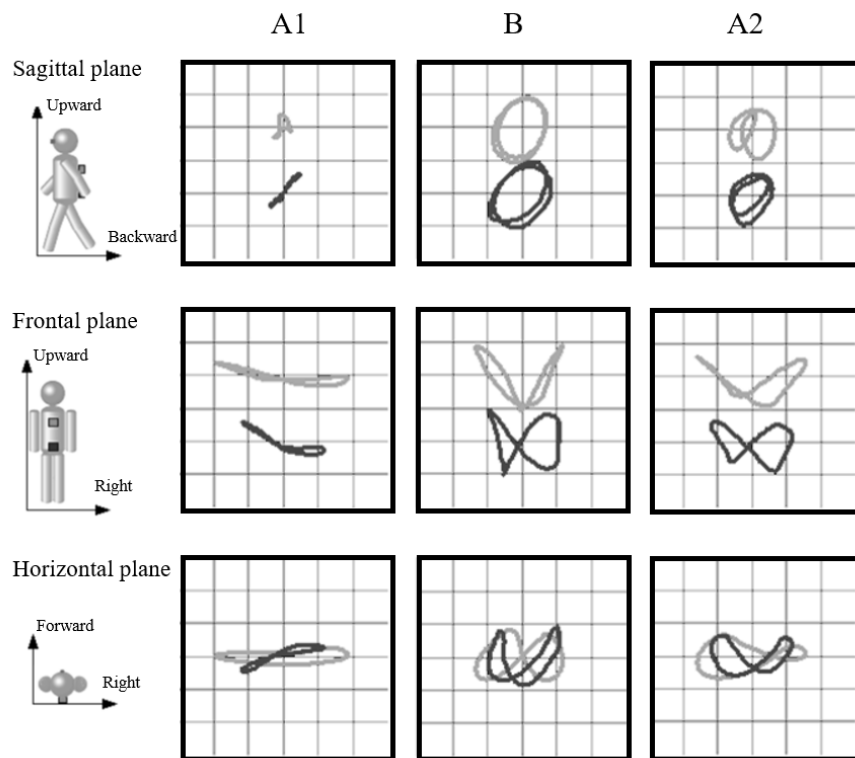 A1 B A2
Sagittal plane
Upward
Backward
Frontal plane
Upward
Right
Horizontal plane
Forward
Right